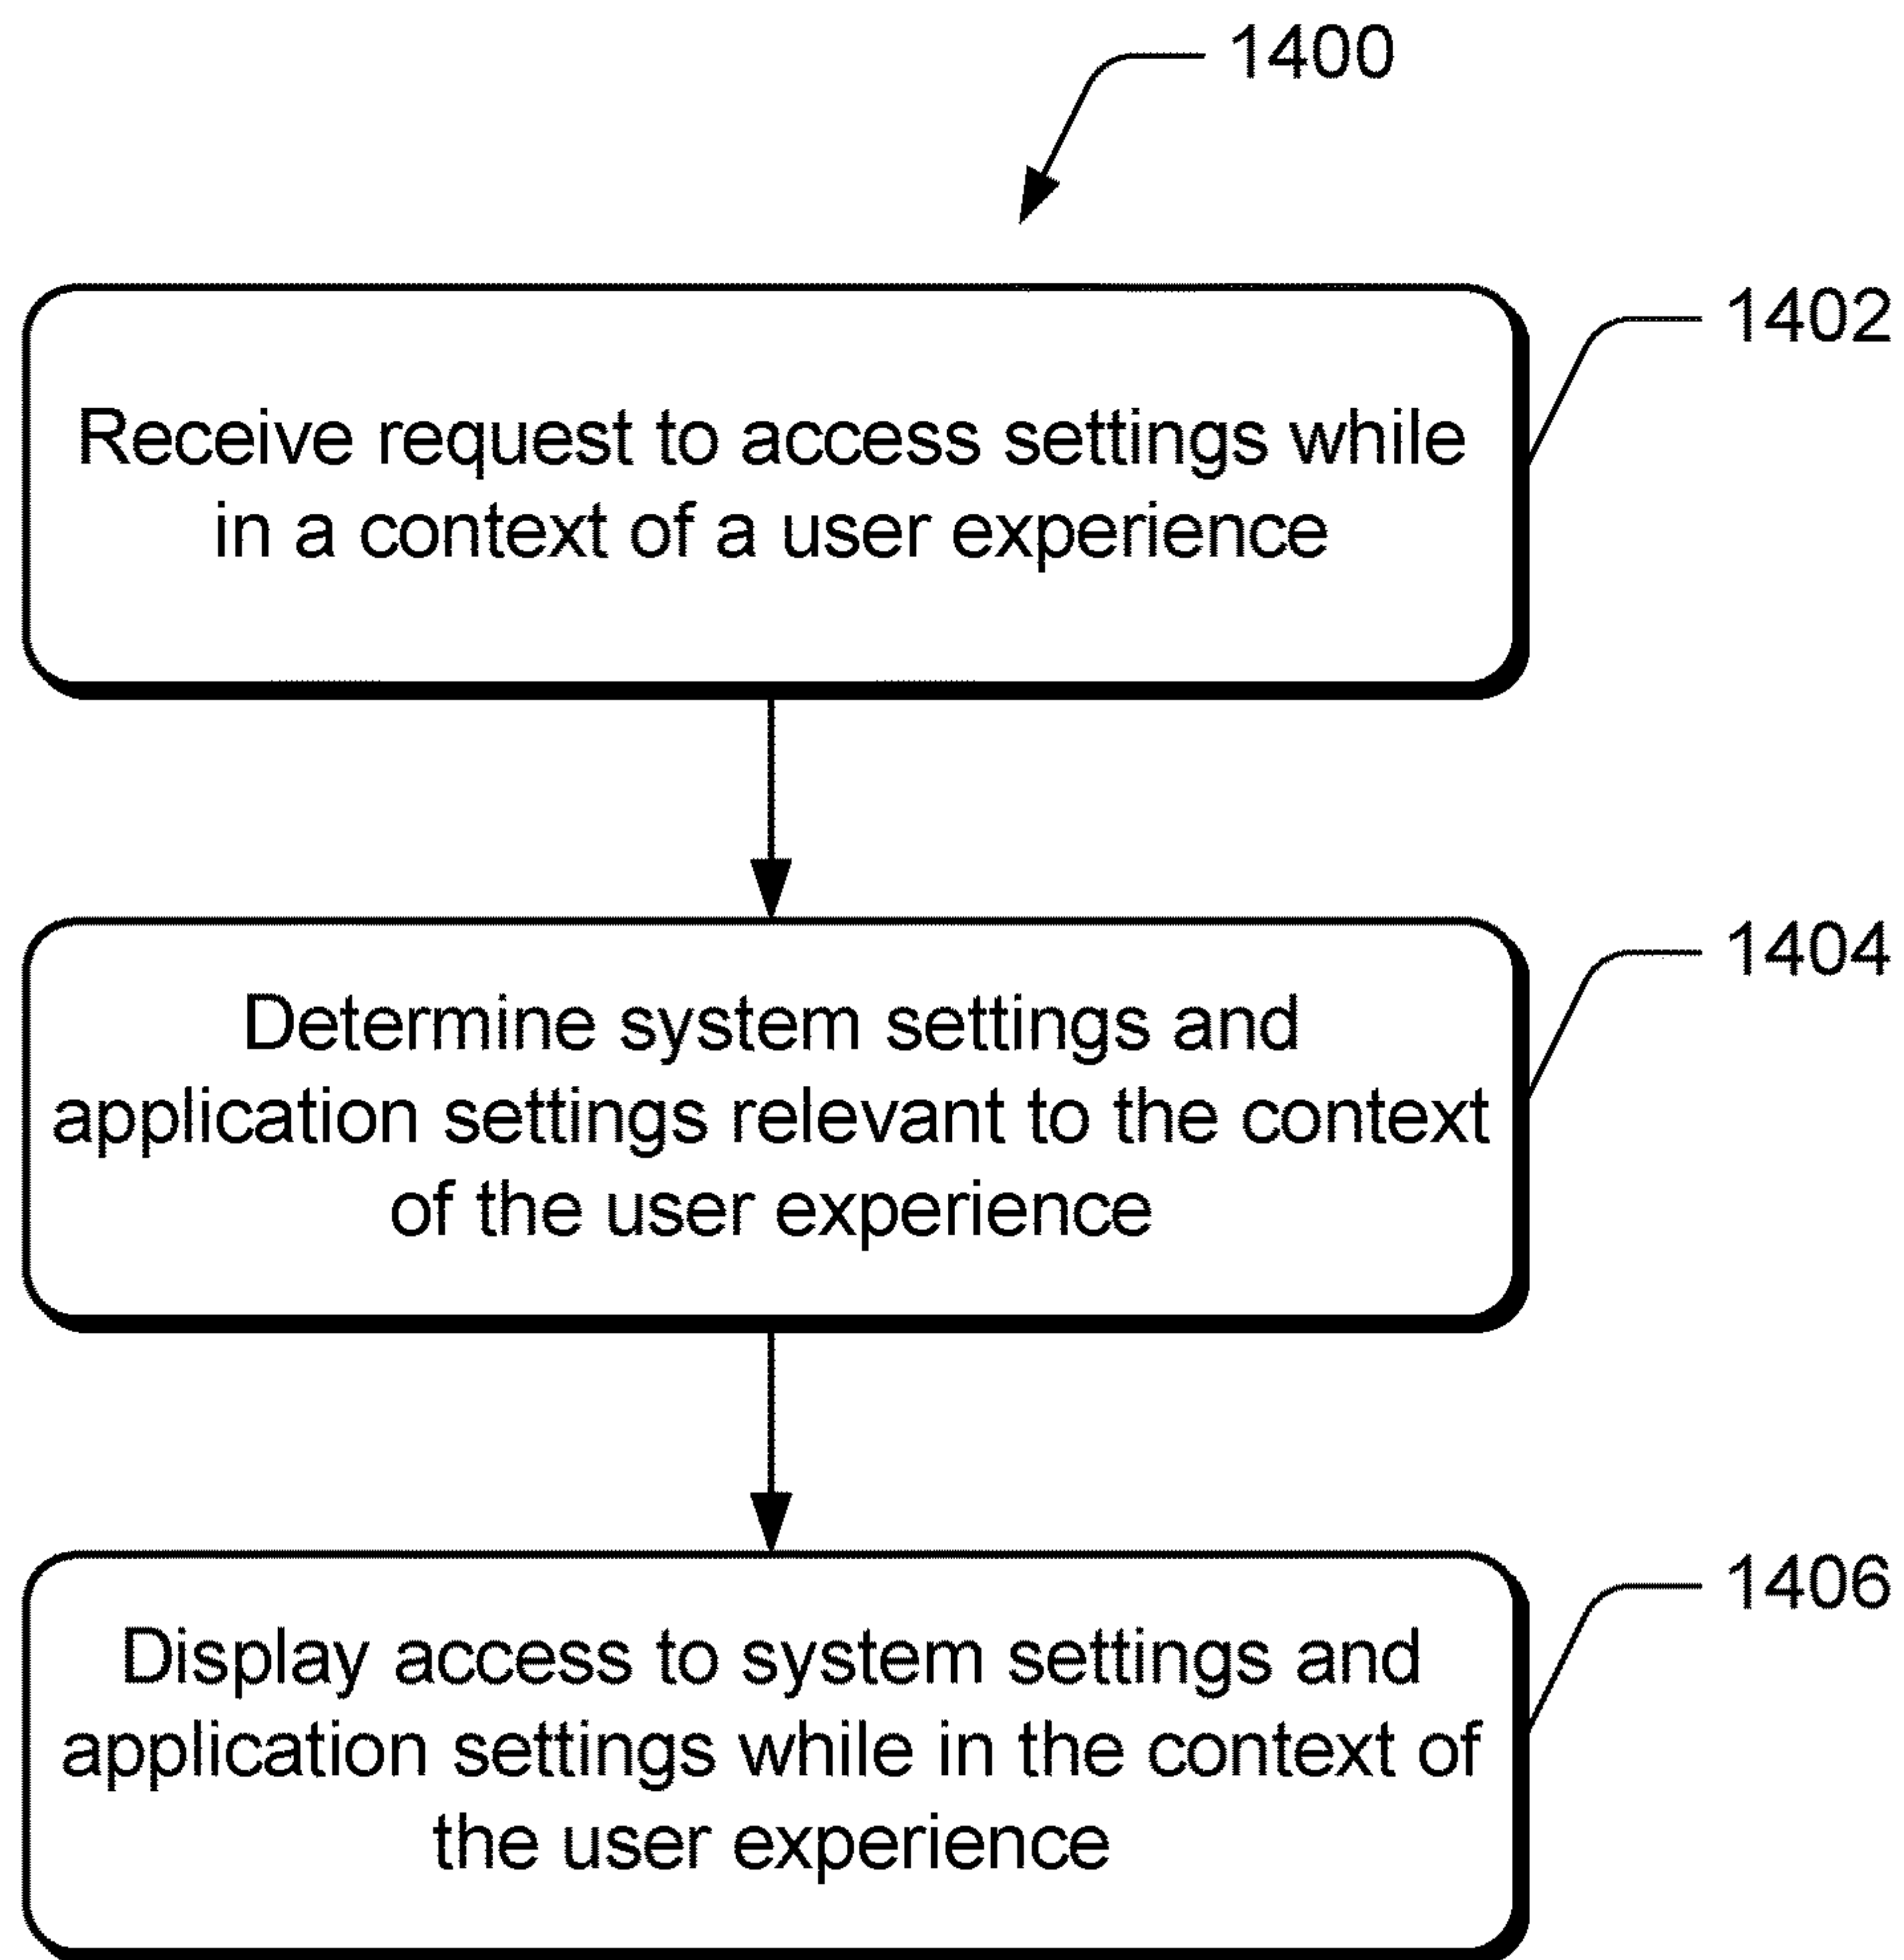 1400
1402
Receive request to access settings while
in a context of a user experience
1404
Determine system settings and
application settings relevant to the context
of the user experience
1406
Display access to system settings and
application settings while in the context of
the user experience